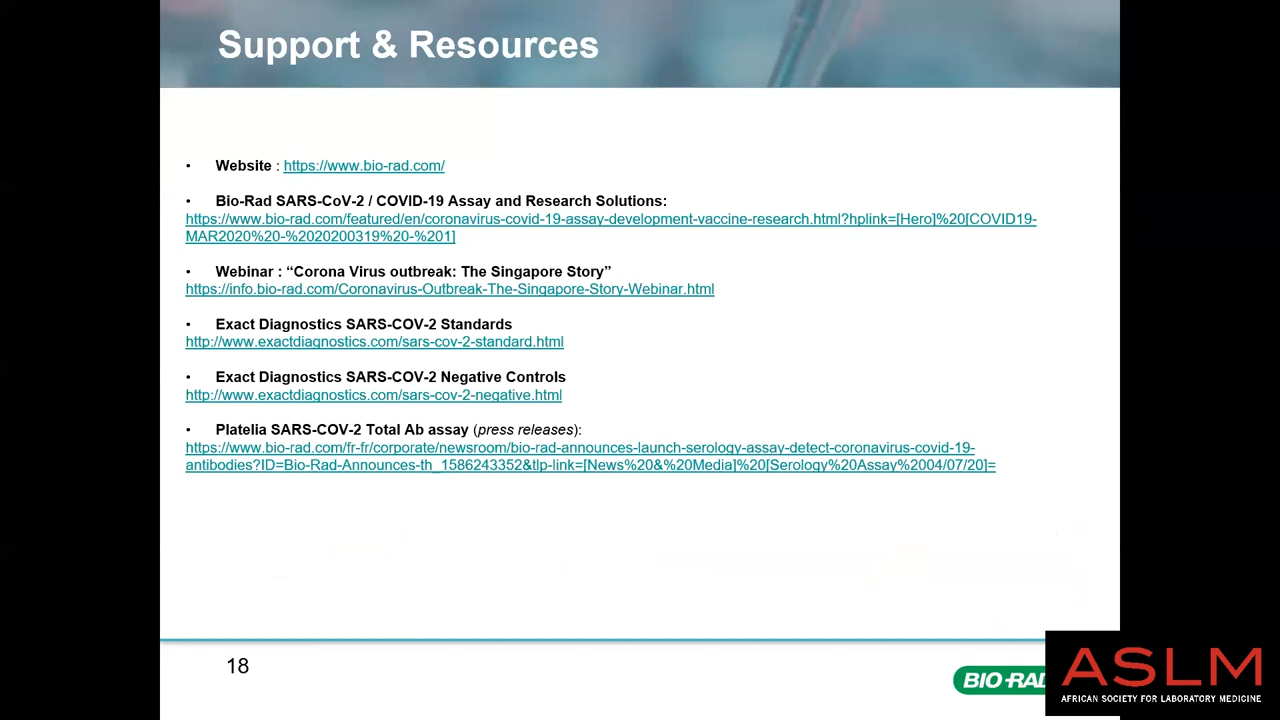 Support & Resources
• Website : https://www.bio-rad.com/
• Bio-Rad SARS-CoV-2 / COVID-19 Assay and Research Solutions:
https://www.bio-rad.com/featured/en/coronavirus-covid-19-assay-development-vaccine-research.html?hplink=[Hero]%20[COVID19-
MAR2020%20-%2020200319%20-%201]
• Webinar : “Corona Virus outbreak: The Singapore Story”
https://info.bio-rad.com/Coronavirus-Outbreak-The-Singapore-Story-Webinar.html
• Exact Diagnostics SARS-COV-2 Standards
http://www.exactdiagnostics.com/sars-cov-2-standard.html
• Exact Diagnostics SARS-COV-2 Negative Controls
http://www.exactdiagnostics.com/sars-cov-2-negative.html
• Platelia SARS-COV-2 Total Ab assay (press releases):
https://www.bio-rad.com/fr-fr/corporate/newsroom/bio-rad-announces-launch-serology-assay-detect-coronavirus-covid-19-
antibodies?ID=Bio-Rad-Announces-th_1586243352&tlp-link=[News%20&%20Media]%20[Serology%20Assay%2004/07/20]=
18
BIO-RAD
ASLM
AFRICAN SOCIETY FOR LABORATORY MEDICINE